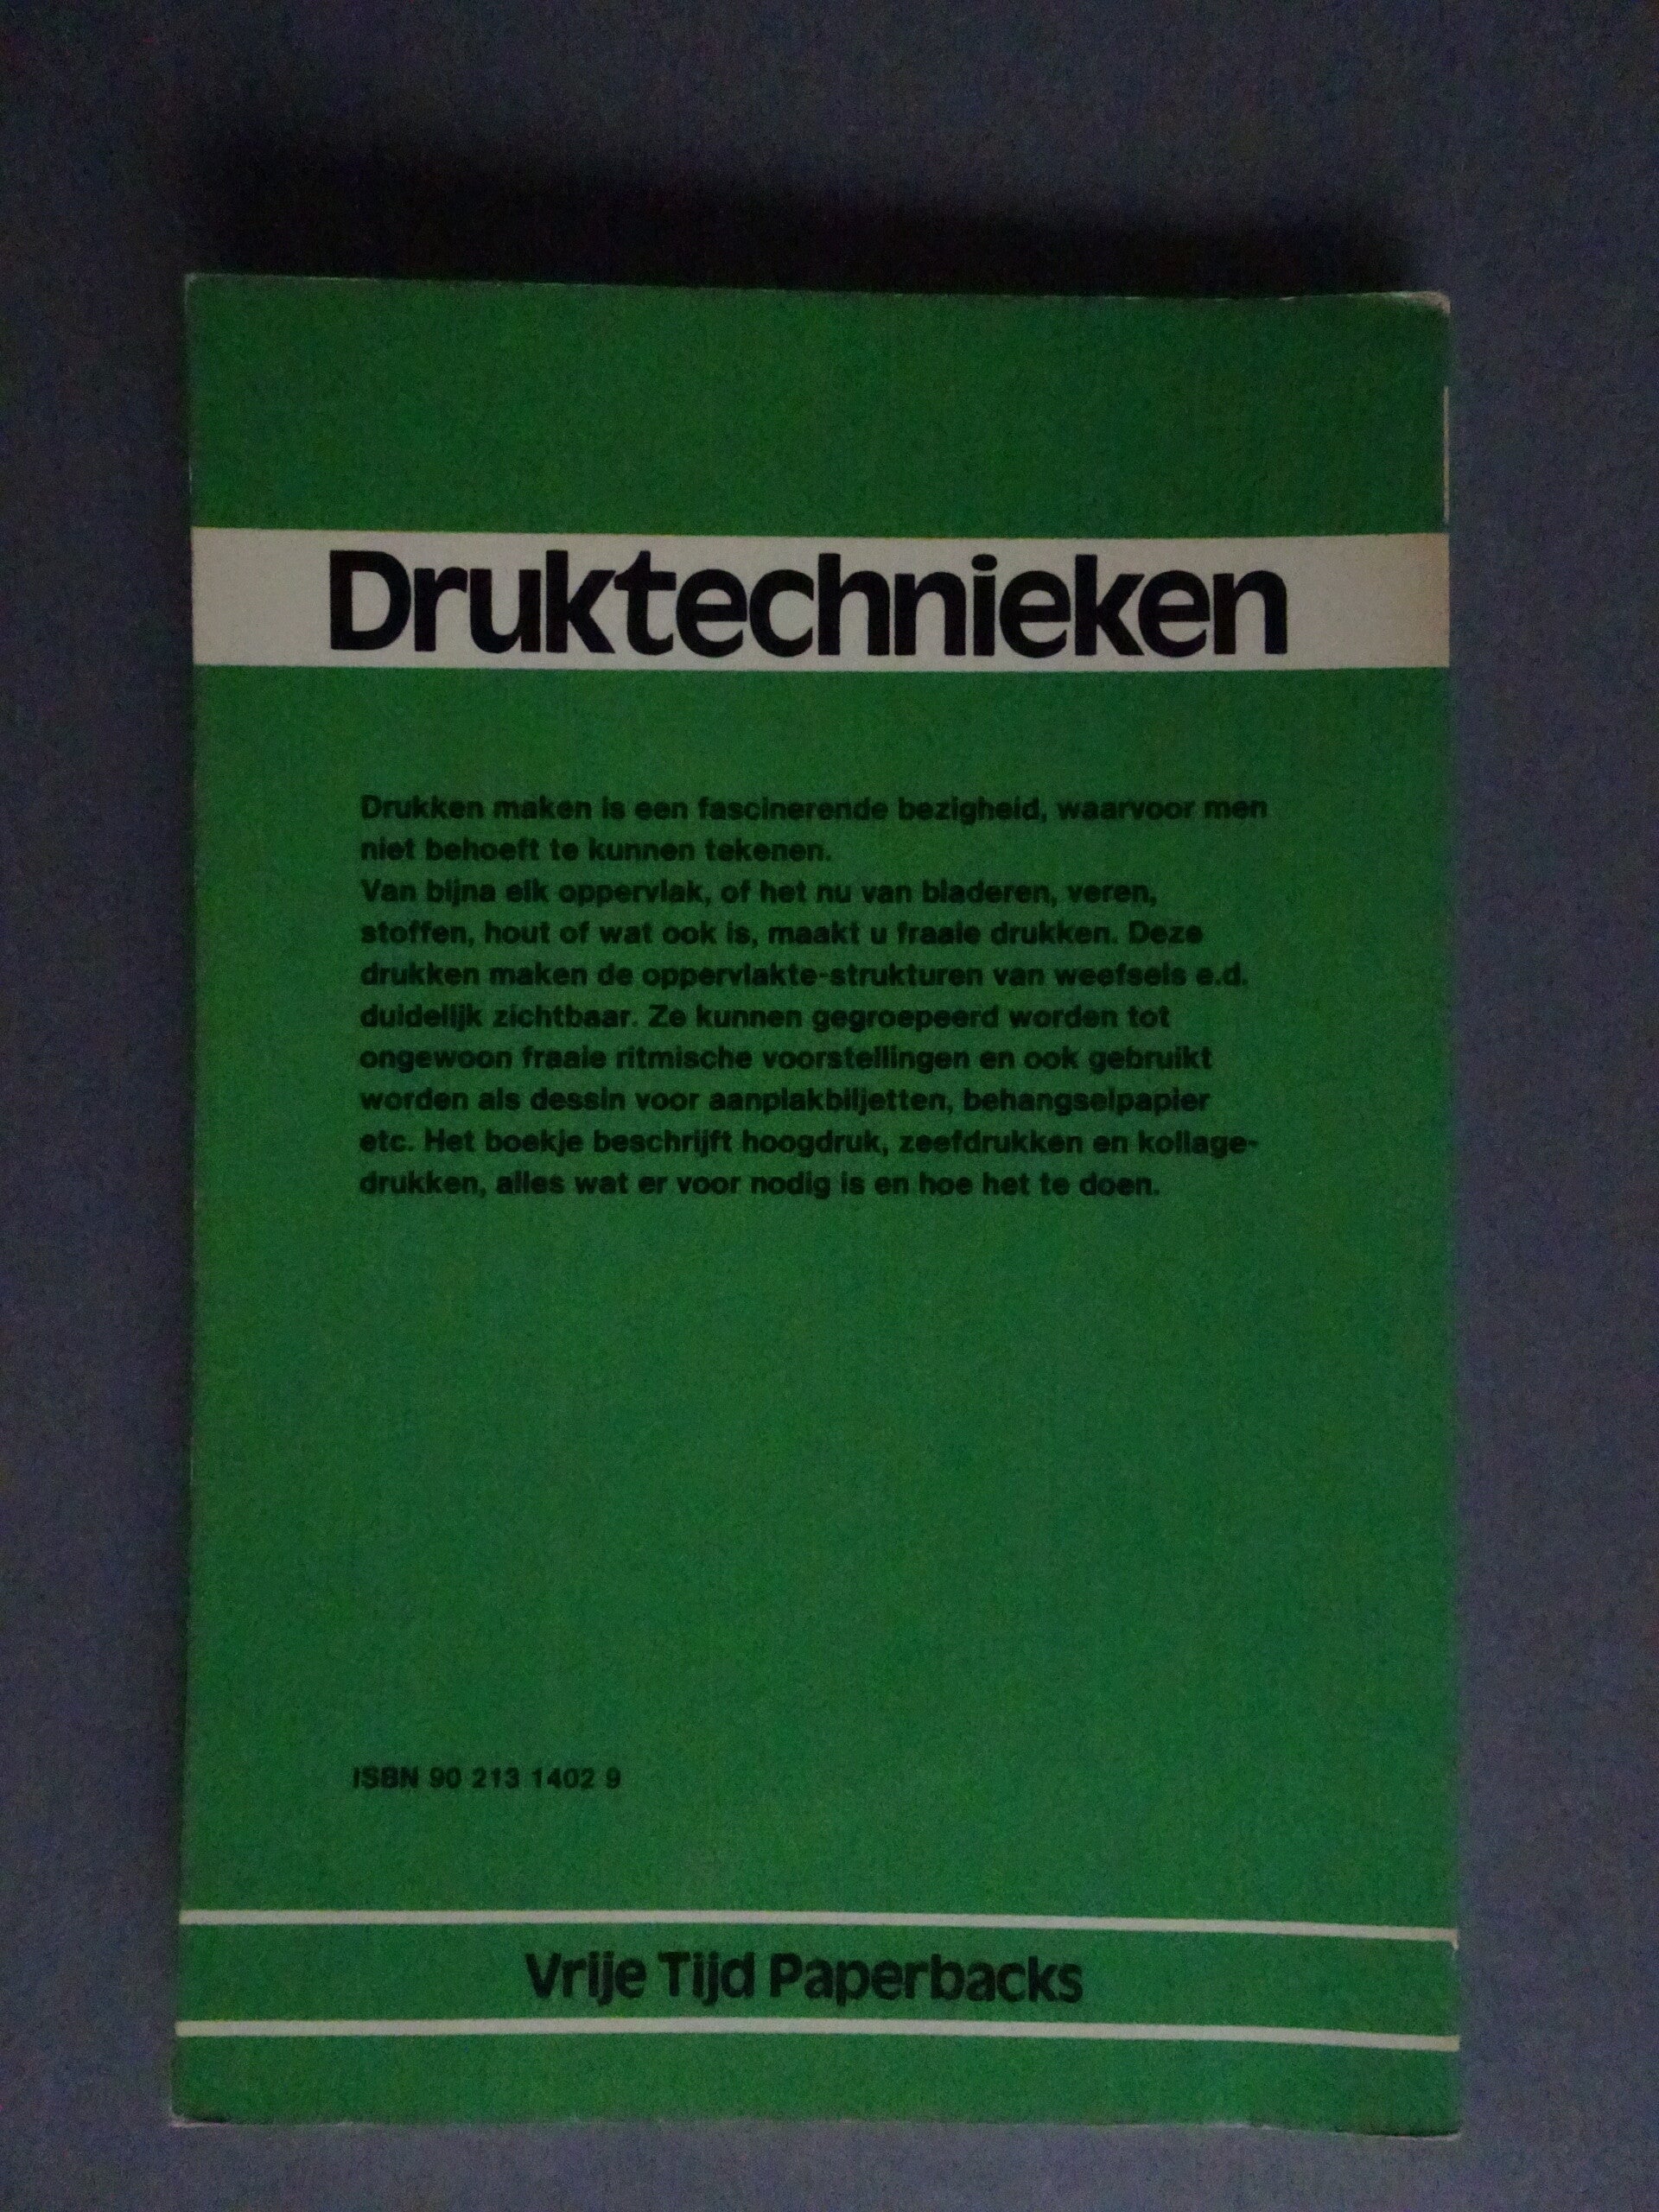 Druktechnieken
Drukken maken is een fascinerende bezigheid, waarvoor men
niet behoeft te kunnen tekenen.
Van bijna elk oppervlak, of het nu van bladeren, veren,
stoffen, hout of wat ook is, maakt u fraaie drukken. Deze
drukken maken de oppervlakte-strukturen van weefsels e.d.
duidelijk zichtbaar. Ze kunnen gegroepeerd worden tot
ongewoon fraaie ritmische voorstellingen en ook gebruikt
worden als dessin voor aanplakbiljetten, behangselpapier
etc. Het boekje beschrijft hoogdruk, zeefdrukken en kollage-
drukken, alles wat er voor nodig is en hoe het te doen.
ISBN 90 213 1402 9
Vrije Tijd Paperbacks